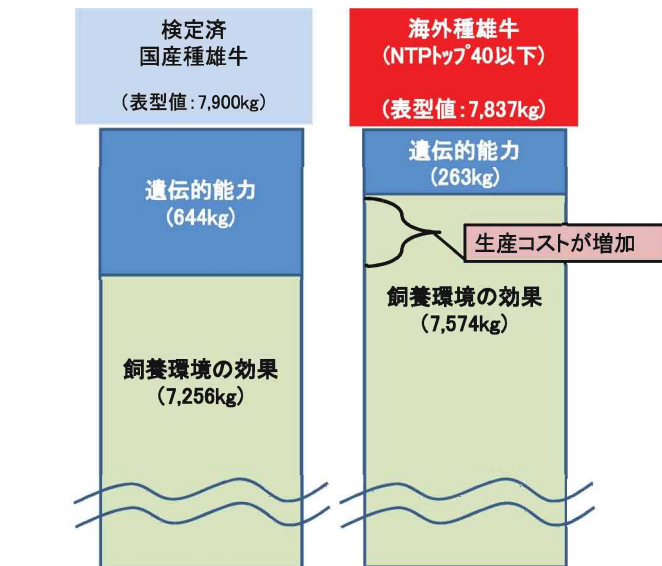 検定済
国産種雄牛
(表型値：7,900kg)
海外種雄牛
(NTPトップ40以下)
(表型値：7,837kg)
遺伝的能力
(644kg)
遺伝的能力
(263kg)
生産コストが増加
飼養環境の効果
(7,574kg)
飼養環境の効果
(7,256kg)